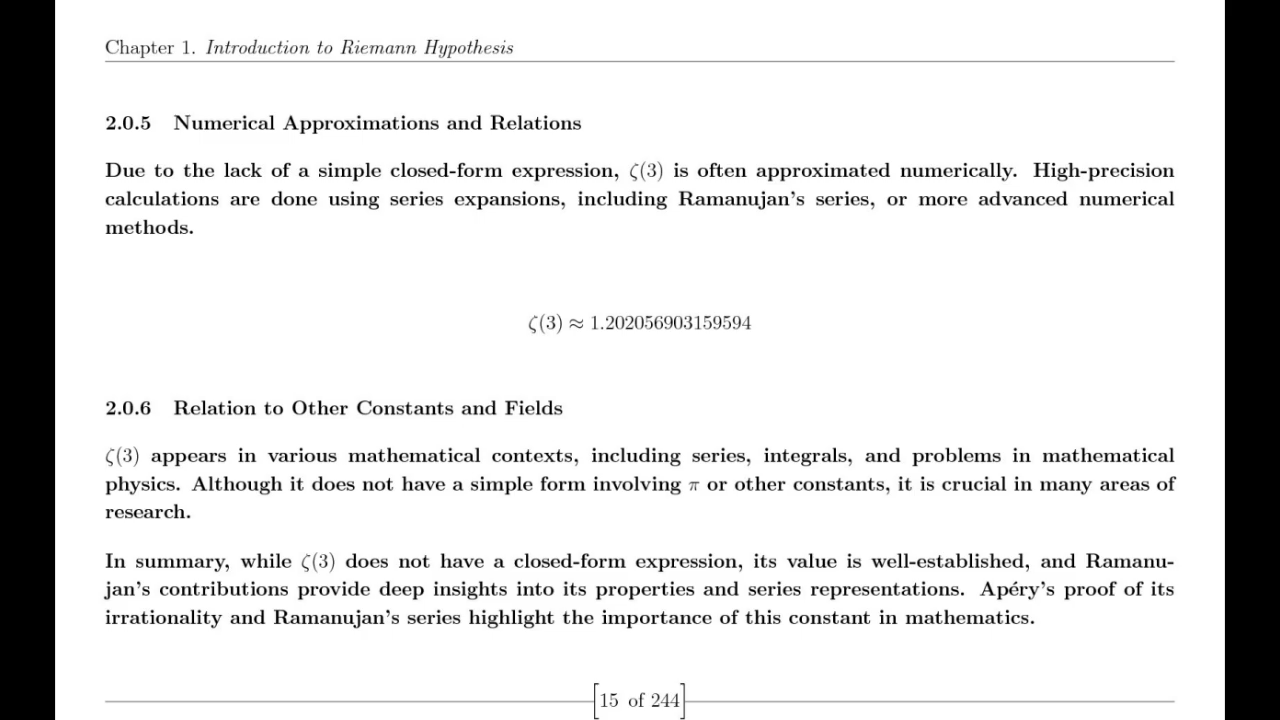 Chapter 1. Introduction to Riemann Hypothesis
2.0.5 Numerical Approximations and Relations
Due to the lack of a simple closed-form expression, ζ(3) is often approximated numerically. High-precision
calculations are done using series expansions, including Ramanujan's series, or more advanced numerical
methods.
ζ(3) ≈ 1.202056903159594
2.0.6 Relation to Other Constants and Fields
ζ(3) appears in various mathematical contexts, including series, integrals, and problems in mathematical
physics. Although it does not have a simple form involving π or other constants, it is crucial in many areas of
research.
In summary, while ζ(3) does not have a closed-form expression, its value is well-established, and Ramanu-
jan's contributions provide deep insights into its properties and series representations. Apéry's proof of its
irrationality and Ramanujan's series highlight the importance of this constant in mathematics.
[15 of 244]